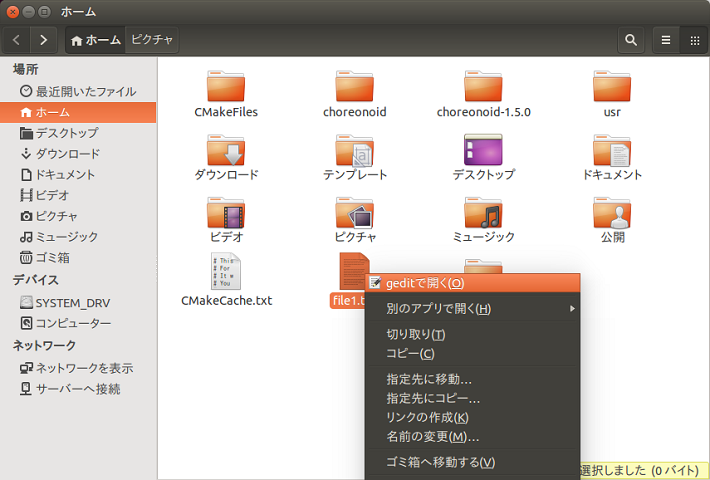 ホーム
ホーム ピクチャ
場所
最近開いたファイル
ホーム
デスクトップ
ダウンロード
ドキュメント
ビデオ
ピクチャ
ミュージック
ゴミ箱
デバイス
SYSTEM_DRV
コンピューター
ネットワーク
ネットワークを表示
サーバーへ接続
CMakeFiles choreonoid choreonoid-1.5.0 usr
ダウンロード テンプレート デスクトップ ドキュメント
ビデオ ピクチャ ミュージック 公開
# This
# For
# It w
# You
CMakeCache.txt file1.t
geditで開く(O)
別のアプリで開く(H)
切り取り(T)
コピー(C)
指定先に移動...
指定先にコピー...
リンクの作成(K)
名前の変更(M)...
ゴミ箱へ移動する(V)
選択しました (0 バイト)